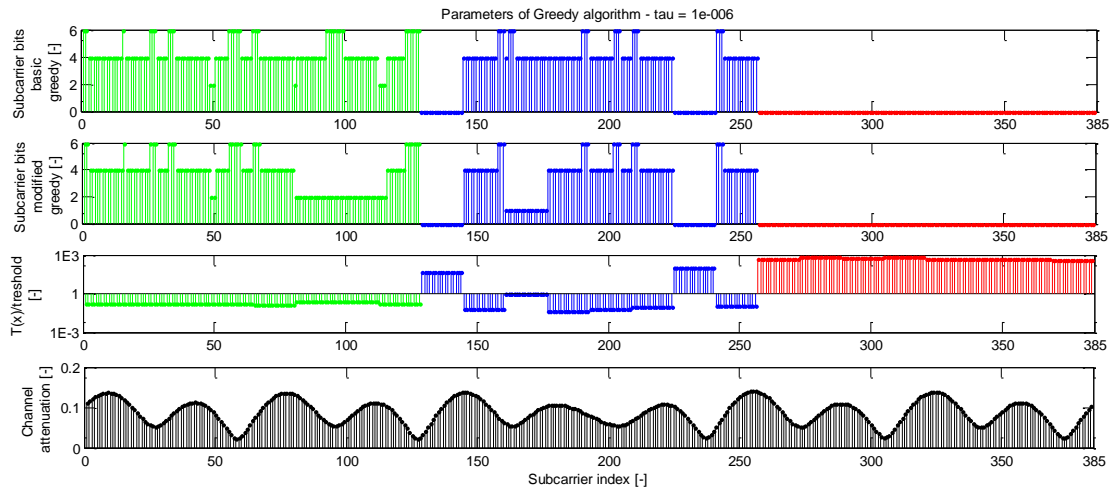 Parameters of Greedy algorithm - tau = 1e-006
Subcarrier bits
basic
greedy [-]
6
4
2
0
0 50 100 150 200 250 300 350 385
Subcarrier bits
modified
greedy [-]
6
4
2
0
0 50 100 150 200 250 300 350 385
T(x)/treshold
[-]
1E3
1
1E-3
0 50 100 150 200 250 300 350 385
Channel
attenuation [-]
0.2
0.1
0
0 50 100 150 200 250 300 350 385
Subcarrier index [-]